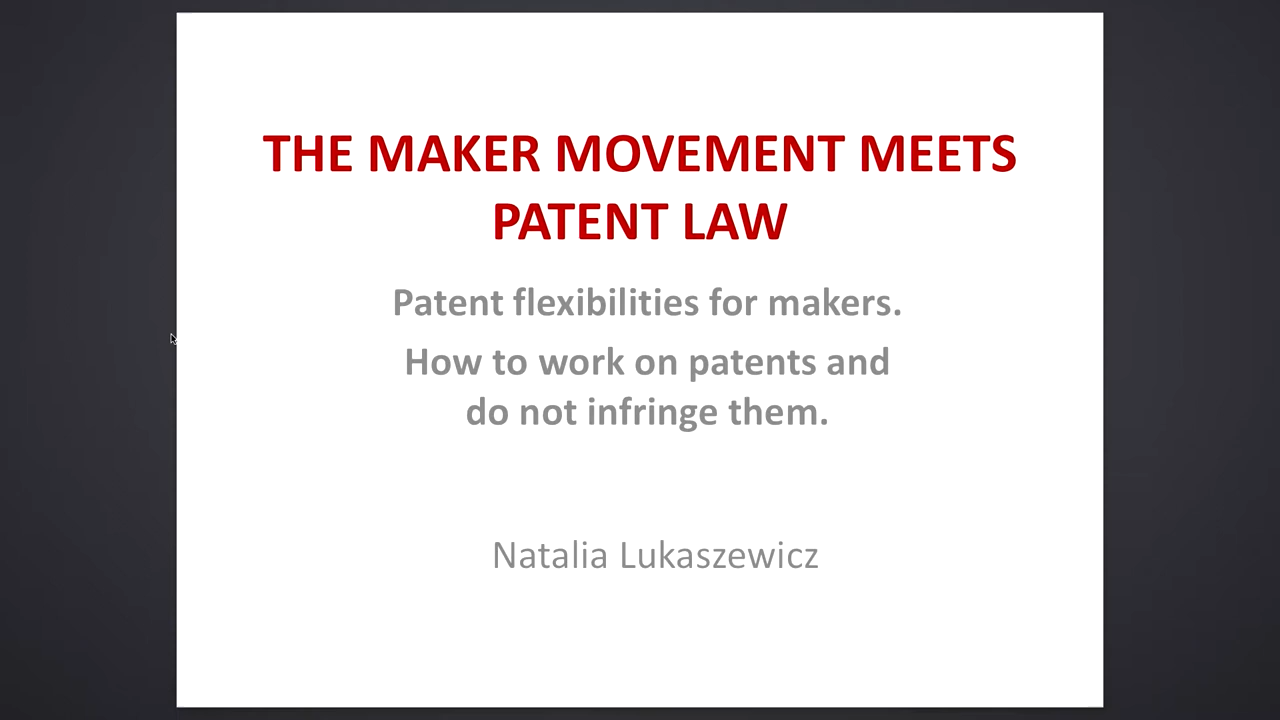 THE MAKER MOVEMENT MEETS
PATENT LAW
Patent flexibilities for makers.
How to work on patents and
do not infringe them.
Natalia Lukaszewicz